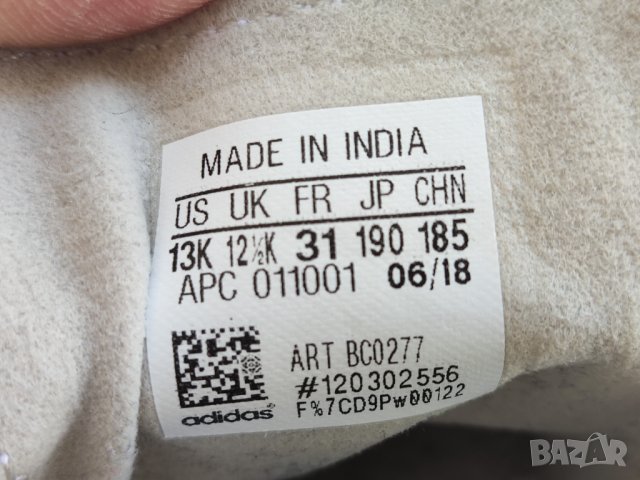 MADE IN INDIA
US UK FR JP CHN
13K 12½K 31 190 185
APC 011001 06/18
ART BC0277
#120302556
adidas F%7CD9Pw00122
BAZAR